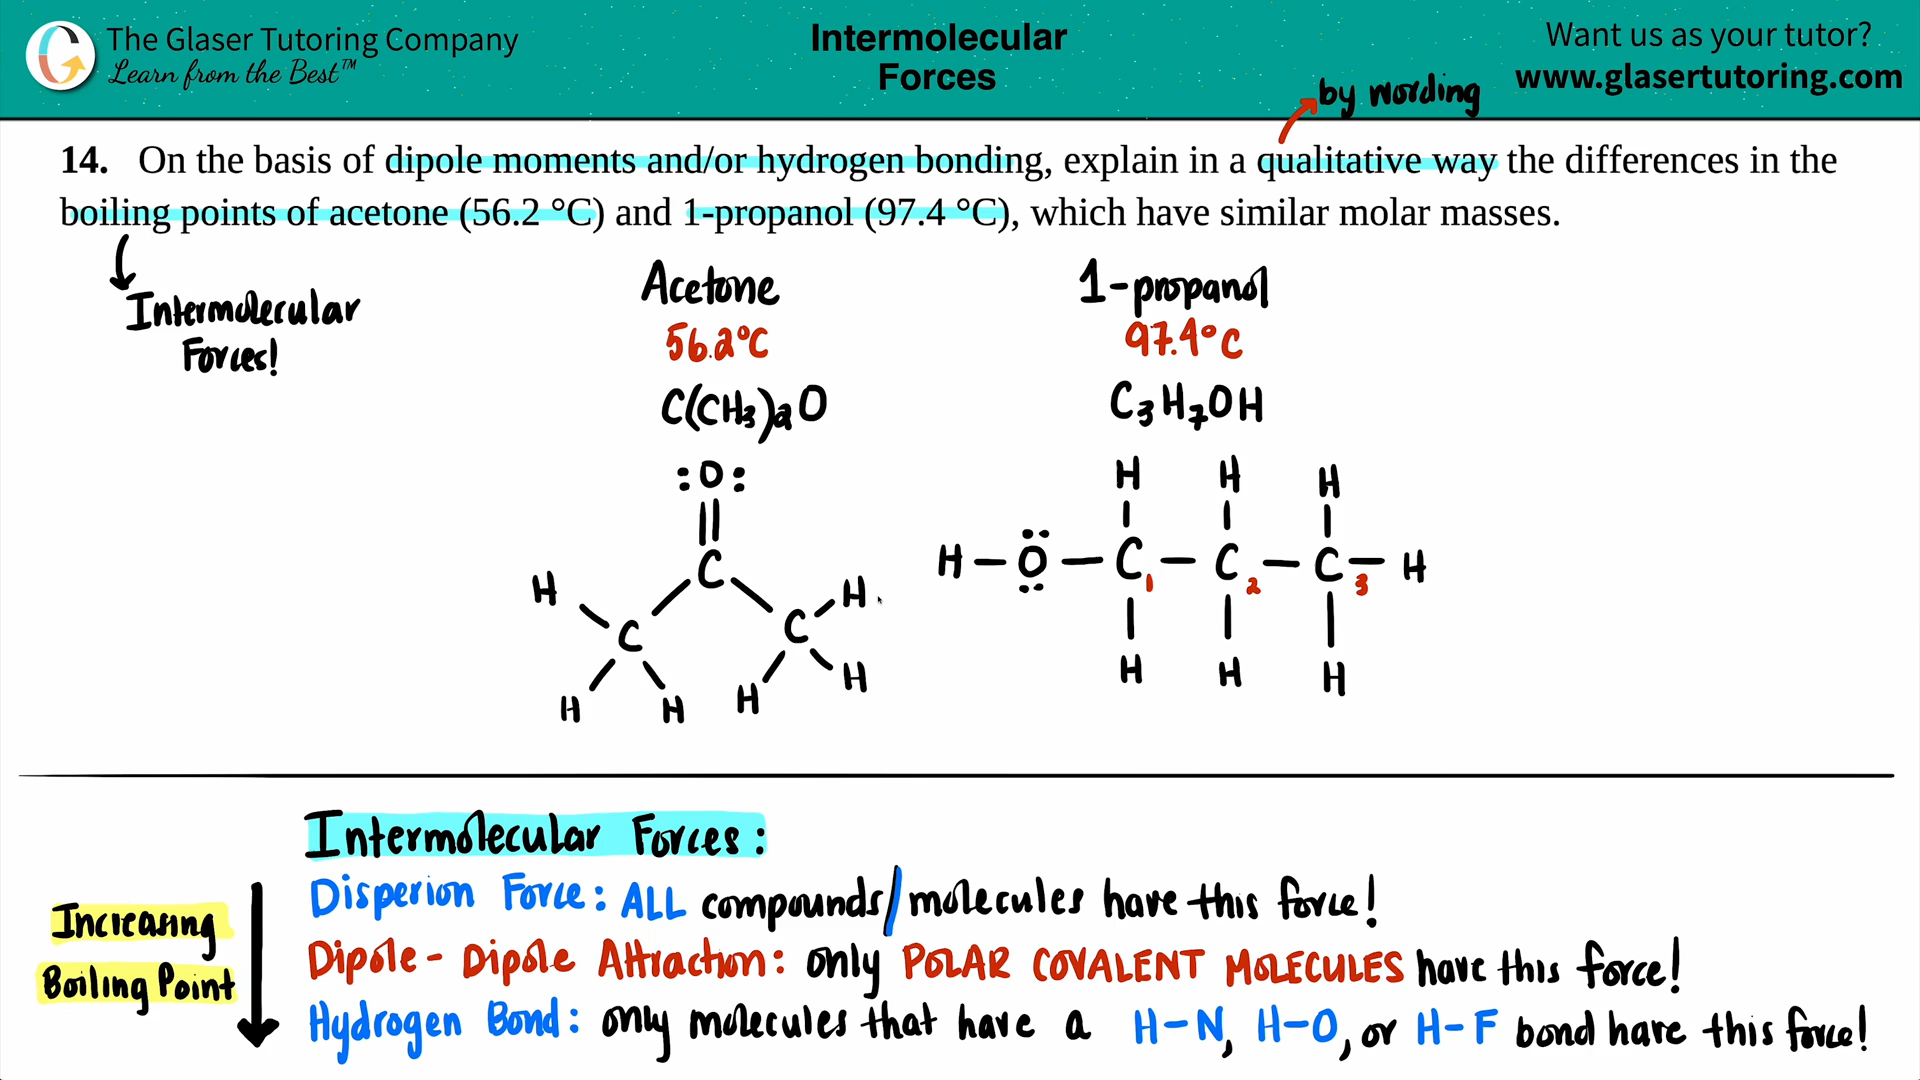 The Glaser Tutoring Company
Learn from the Best™
Intermolecular
Forces
Want us as your tutor?
www.glasertutoring.com
by wording
14. On the basis of dipole moments and/or hydrogen bonding, explain in a qualitative way the differences in the
boiling points of acetone (56.2 °C) and 1-propanol (97.4 °C), which have similar molar masses.
Intermolecular
Forces!
Acetone
56.2°C
C(CH₃)₂O
:O:
C
H C C H
H H H H
1-propanol
97.4°C
C₃H₇OH
H H H
H – O – C₁ – C₂ – C₃ – H
H H H
Intermolecular Forces:
Increasing
Boiling Point
Disperion Force: ALL compounds/molecules have this force!
Dipole - Dipole Attraction: only POLAR COVALENT MOLECULES have this force!
Hydrogen Bond: only molecules that have a H-N, H-O, or H-F bond have this force!